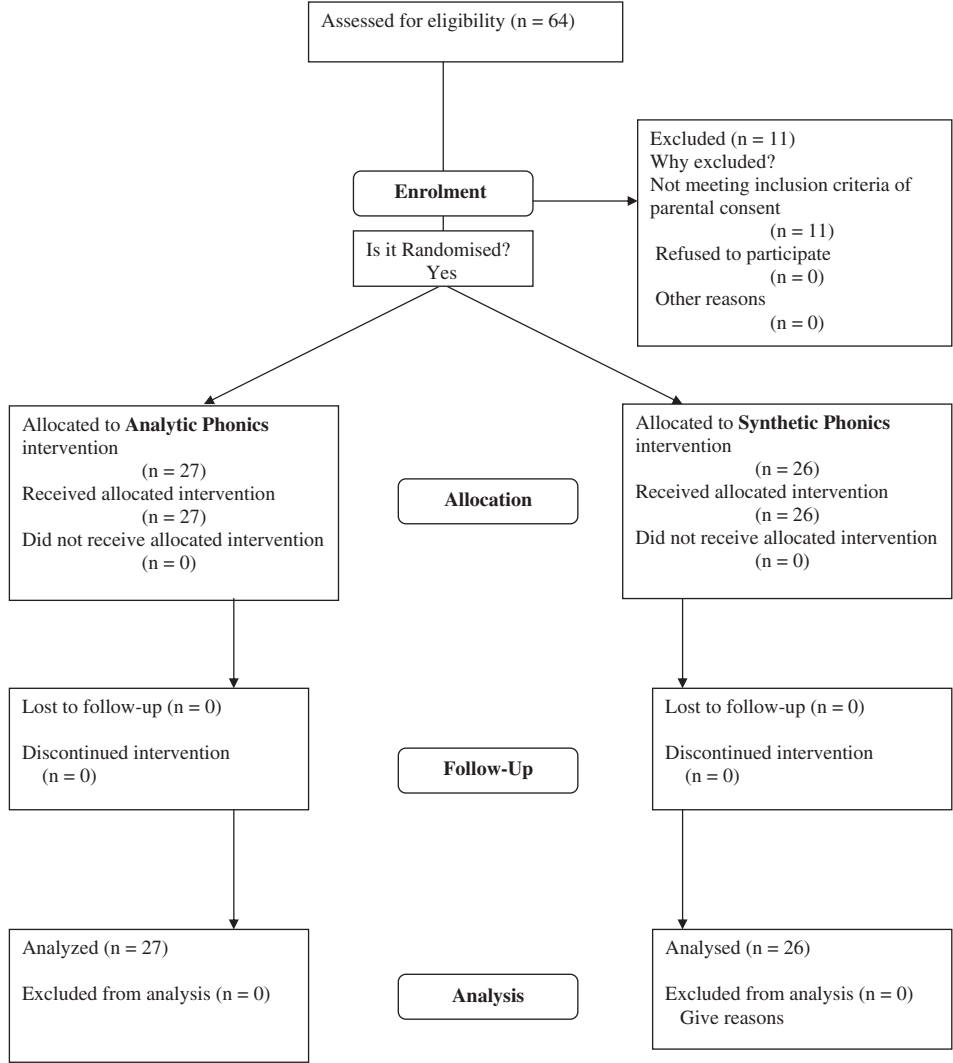 Assessed for eligibility (n = 64)
Excluded (n = 11)
Why excluded?
Not meeting inclusion criteria of
parental consent
(n = 11)
Refused to participate
(n = 0)
Other reasons
(n = 0)
Enrolment
Is it Randomised?
Yes
Allocated to Analytic Phonics
intervention
(n = 27)
Received allocated intervention
(n = 27)
Did not receive allocated intervention
(n = 0)
Allocation
Allocated to Synthetic Phonics
intervention
(n = 26)
Received allocated intervention
(n = 26)
Did not receive allocated intervention
(n = 0)
Lost to follow-up (n = 0)
Discontinued intervention
(n = 0)
Follow-Up
Lost to follow-up (n = 0)
Discontinued intervention
(n = 0)
Analyzed (n = 27)
Excluded from analysis (n = 0)
Analysis
Analysed (n = 26)
Excluded from analysis (n = 0)
Give reasons